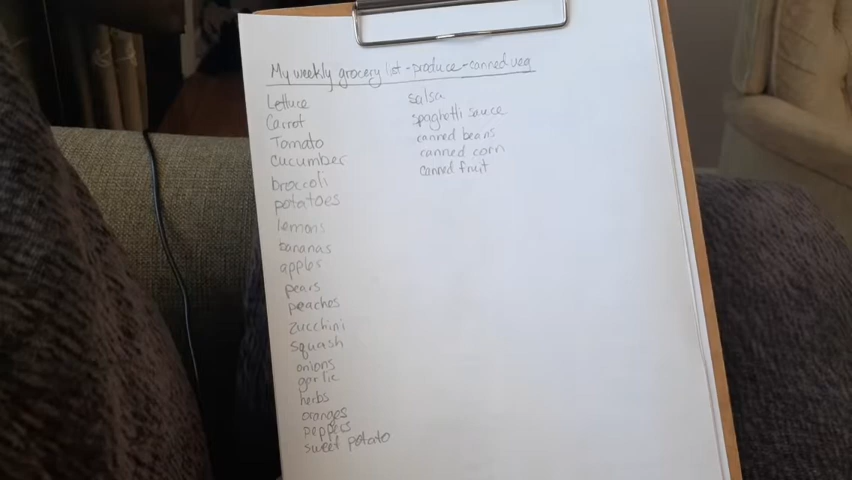 My weekly grocery list - produce - canned veg
Lettuce
Carrot
Tomato
cucumber
broccoli
potatoes
lemons
bananas
apples
pears
peaches
zucchini
squash
onions
garlic
herbs
oranges
peppers
sweet potato
salsa
spaghetti sauce
canned beans
canned corn
canned fruit